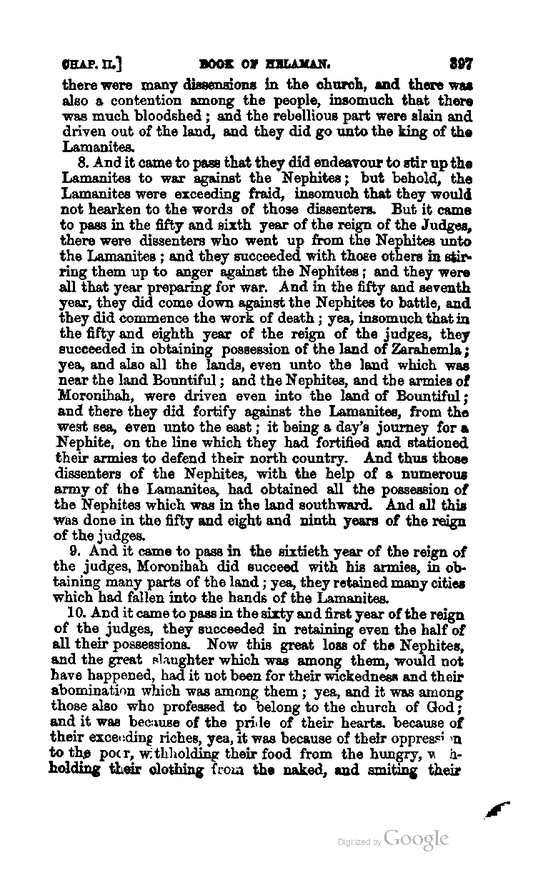 CHAP. II.] BOOK OF HELAMAN. 397
there were many dissensions in the church, and there was
also a contention among the people, insomuch that there
was much bloodshed; and the rebellious part were slain and
driven out of the land, and they did go unto the king of the
Lamanites.
8. And it came to pass that they did endeavour to stir up the
Lamanites to war against the Nephites; but behold, the
Lamanites were exceeding fraid, insomuch that they would
not hearken to the words of those dissenters. But it came
to pass in the fifty and sixth year of the reign of the Judges,
there were dissenters who went up from the Nephites unto
the Lamanites; and they succeeded with those others in stir-
ring them up to anger against the Nephites; and they were
all that year preparing for war. And in the fifty and seventh
year, they did come down against the Nephites to battle, and
they did commence the work of death; yea, insomuch that in
the fifty and eighth year of the reign of the judges, they
succeeded in obtaining possession of the land of Zarahemla;
yea, and also all the lands, even unto the land which was
near the land Bountiful; and the Nephites, and the armies of
Moronihah, were driven even into the land of Bountiful;
and there they did fortify against the Lamanites, from the
west sea, even unto the east; it being a day's journey for a
Nephite, on the line which they had fortified and stationed
their armies to defend their north country. And thus those
dissenters of the Nephites, with the help of a numerous
army of the Lamanites, had obtained all the possession of
the Nephites which was in the land southward. And all this
was done in the fifty and eight and ninth years of the reign
of the judges.
9. And it came to pass in the sixtieth year of the reign of
the judges, Moronihah did succeed with his armies, in ob-
taining many parts of the land; yea, they retained many cities
which had fallen into the hands of the Lamanites.
10. And it came to pass in the sixty and first year of the reign
of the judges, they succeeded in retaining even the half of
all their possessions. Now this great loss of the Nephites,
and the great slaughter which was among them, would not
have happened, had it not been for their wickedness and their
abomination which was among them; yea, and it was among
those also who professed to belong to the church of God;
and it was because of the pride of their hearts. because of
their exceeding riches, yea, it was because of their oppression
to the poor, withholding their food from the hungry, with-
holding their clothing from the naked, and smiting their
Digitized by Google